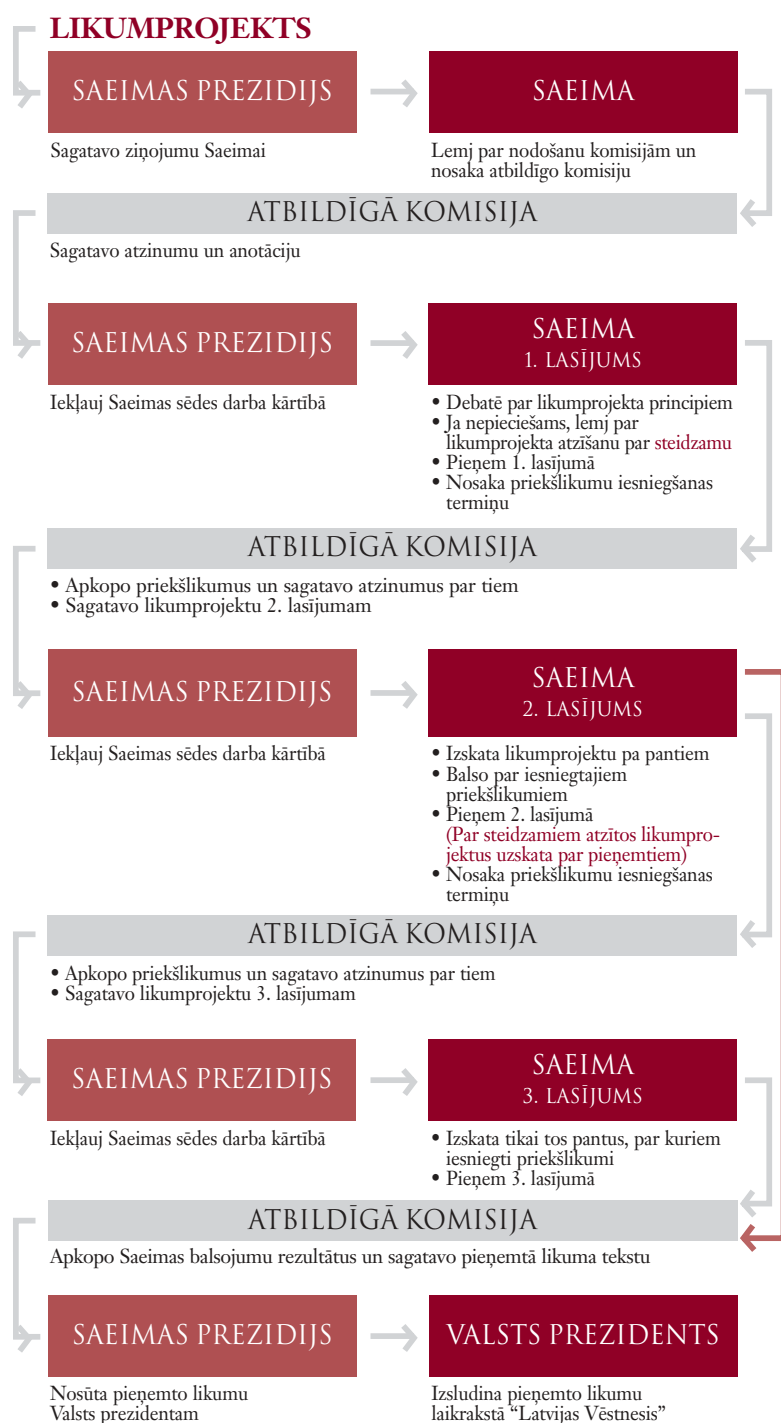 LIKUMPROJEKTS
SAEIMAS PREZIDIJS
Sagatavo ziņojumu Saeimai
SAEIMA
Lemj par nodošanu komisijām un
nosaka atbildīgo komisiju
ATBILDĪGĀ KOMISIJA
Sagatavo atzinumu un anotāciju
SAEIMAS PREZIDIJS
Iekļauj Saeimas sēdes darba kārtībā
SAEIMA
1. LASĪJUMS
• Debatē par likumprojekta principiem
• Ja nepieciešams, lemj par
likumprojekta atzīšanu par steidzamu
• Pieņem 1. lasījumā
• Nosaka priekšlikumu iesniegšanas
termiņu
ATBILDĪGĀ KOMISIJA
• Apkopo priekšlikumus un sagatavo atzinumus par tiem
• Sagatavo likumprojektu 2. lasījumam
SAEIMAS PREZIDIJS
Iekļauj Saeimas sēdes darba kārtībā
SAEIMA
2. LASĪJUMS
• Izskata likumprojektu pa pantiem
• Balso par iesniegtajiem
priekšlikumiem
• Pieņem 2. lasījumā
(Par steidzamiem atzītos likumpro-
jektus uzskata par pieņemtiem)
• Nosaka priekšlikumu iesniegšanas
termiņu
ATBILDĪGĀ KOMISIJA
• Apkopo priekšlikumus un sagatavo atzinumus par tiem
• Sagatavo likumprojektu 3. lasījumam
SAEIMAS PREZIDIJS
Iekļauj Saeimas sēdes darba kārtībā
SAEIMA
3. LASĪJUMS
• Izskata tikai tos pantus, par kuriem
iesniegti priekšlikumi
• Pieņem 3. lasījumā
ATBILDĪGĀ KOMISIJA
Apkopo Saeimas balsojumu rezultātus un sagatavo pieņemtā likuma tekstu
SAEIMAS PREZIDIJS
Nosūta pieņemto likumu
Valsts prezidentam
VALSTS PREZIDENTS
Izsludina pieņemto likumu
laikrakstā “Latvijas Vēstnesis”